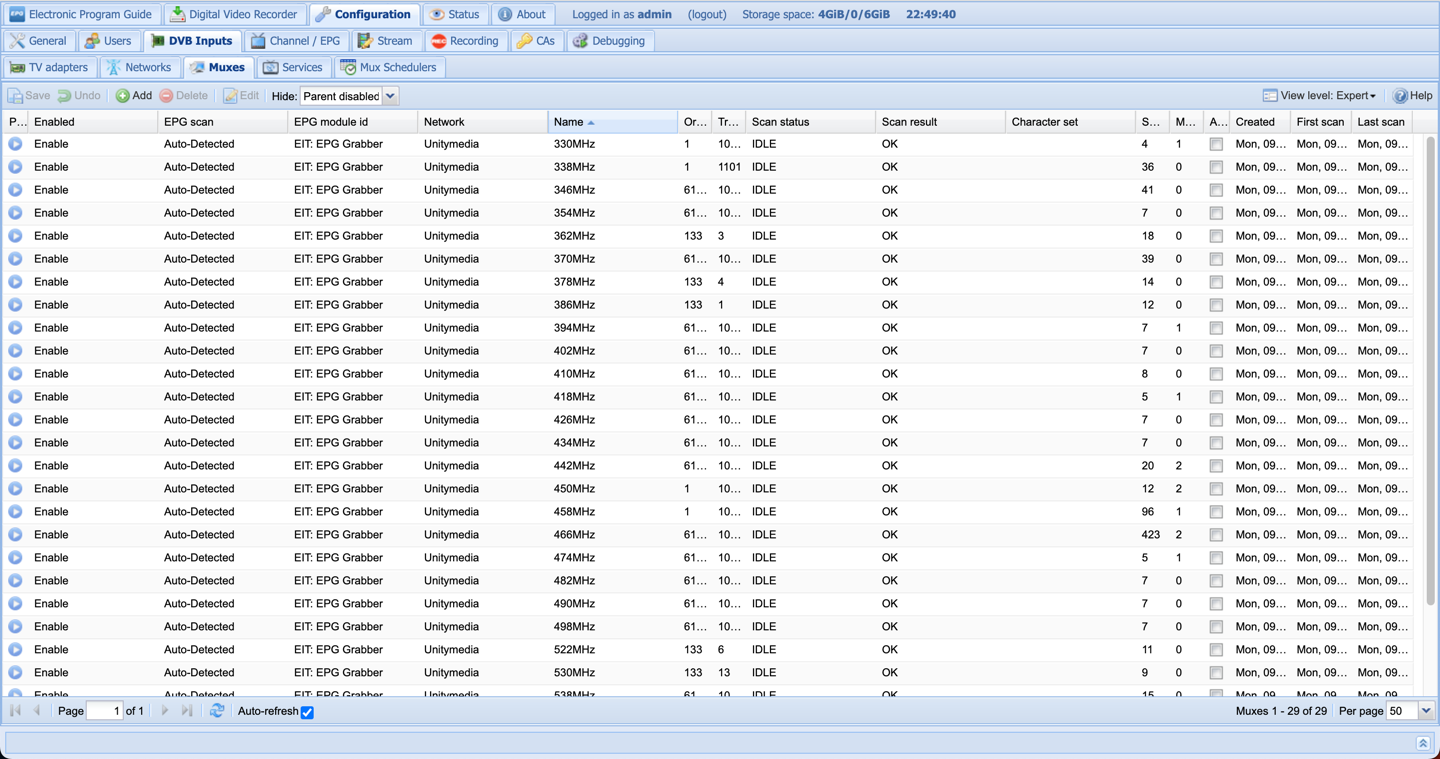 EPG Electronic Program Guide Digital Video Recorder Configuration Status About Logged in as admin (logout) Storage space: 4GiB/0/6GiB 22:49:40
General Users DVB Inputs Channel / EPG Stream REC Recording CAs Debugging
TV adapters Networks Muxes Services Mux Schedulers
Save Undo Add Delete Edit Hide: Parent disabled View level: Expert Help
P... Enabled EPG scan EPG module id Network Name Or... Tr... Scan status Scan result Character set S... M... A... Created First scan Last scan
Enable Auto-Detected EIT: EPG Grabber Unitymedia 330MHz 1 10... IDLE OK 4 1 Mon, 09... Mon, 09... Mon, 09...
Enable Auto-Detected EIT: EPG Grabber Unitymedia 338MHz 1 1101 IDLE OK 36 0 Mon, 09... Mon, 09... Mon, 09...
Enable Auto-Detected EIT: EPG Grabber Unitymedia 346MHz 61... 10... IDLE OK 41 0 Mon, 09... Mon, 09... Mon, 09...
Enable Auto-Detected EIT: EPG Grabber Unitymedia 354MHz 61... 10... IDLE OK 7 0 Mon, 09... Mon, 09... Mon, 09...
Enable Auto-Detected EIT: EPG Grabber Unitymedia 362MHz 133 3 IDLE OK 18 0 Mon, 09... Mon, 09... Mon, 09...
Enable Auto-Detected EIT: EPG Grabber Unitymedia 370MHz 61... 10... IDLE OK 39 0 Mon, 09... Mon, 09... Mon, 09...
Enable Auto-Detected EIT: EPG Grabber Unitymedia 378MHz 133 4 IDLE OK 14 0 Mon, 09... Mon, 09... Mon, 09...
Enable Auto-Detected EIT: EPG Grabber Unitymedia 386MHz 133 1 IDLE OK 12 0 Mon, 09... Mon, 09... Mon, 09...
Enable Auto-Detected EIT: EPG Grabber Unitymedia 394MHz 61... 10... IDLE OK 7 1 Mon, 09... Mon, 09... Mon, 09...
Enable Auto-Detected EIT: EPG Grabber Unitymedia 402MHz 61... 10... IDLE OK 7 0 Mon, 09... Mon, 09... Mon, 09...
Enable Auto-Detected EIT: EPG Grabber Unitymedia 410MHz 61... 10... IDLE OK 8 0 Mon, 09... Mon, 09... Mon, 09...
Enable Auto-Detected EIT: EPG Grabber Unitymedia 418MHz 61... 10... IDLE OK 5 1 Mon, 09... Mon, 09... Mon, 09...
Enable Auto-Detected EIT: EPG Grabber Unitymedia 426MHz 61... 10... IDLE OK 7 0 Mon, 09... Mon, 09... Mon, 09...
Enable Auto-Detected EIT: EPG Grabber Unitymedia 434MHz 61... 10... IDLE OK 7 0 Mon, 09... Mon, 09... Mon, 09...
Enable Auto-Detected EIT: EPG Grabber Unitymedia 442MHz 61... 10... IDLE OK 20 2 Mon, 09... Mon, 09... Mon, 09...
Enable Auto-Detected EIT: EPG Grabber Unitymedia 450MHz 1 10... IDLE OK 12 2 Mon, 09... Mon, 09... Mon, 09...
Enable Auto-Detected EIT: EPG Grabber Unitymedia 458MHz 1 10... IDLE OK 96 1 Mon, 09... Mon, 09... Mon, 09...
Enable Auto-Detected EIT: EPG Grabber Unitymedia 466MHz 61... 10... IDLE OK 423 2 Mon, 09... Mon, 09... Mon, 09...
Enable Auto-Detected EIT: EPG Grabber Unitymedia 474MHz 61... 10... IDLE OK 5 1 Mon, 09... Mon, 09... Mon, 09...
Enable Auto-Detected EIT: EPG Grabber Unitymedia 482MHz 61... 10... IDLE OK 7 0 Mon, 09... Mon, 09... Mon, 09...
Enable Auto-Detected EIT: EPG Grabber Unitymedia 490MHz 61... 10... IDLE OK 7 0 Mon, 09... Mon, 09... Mon, 09...
Enable Auto-Detected EIT: EPG Grabber Unitymedia 498MHz 61... 10... IDLE OK 7 0 Mon, 09... Mon, 09... Mon, 09...
Enable Auto-Detected EIT: EPG Grabber Unitymedia 522MHz 133 6 IDLE OK 11 0 Mon, 09... Mon, 09... Mon, 09...
Enable Auto-Detected EIT: EPG Grabber Unitymedia 530MHz 133 13 IDLE OK 9 0 Mon, 09... Mon, 09... Mon, 09...
Enable Auto-Detected EIT: EPG Grabber Unitymedia 538MHz 61... 10... IDLE OK 15 0 Mon, 09... Mon, 09... Mon, 09...
Page 1 of 1 Auto-refresh Muxes 1 - 29 of 29 Per page 50